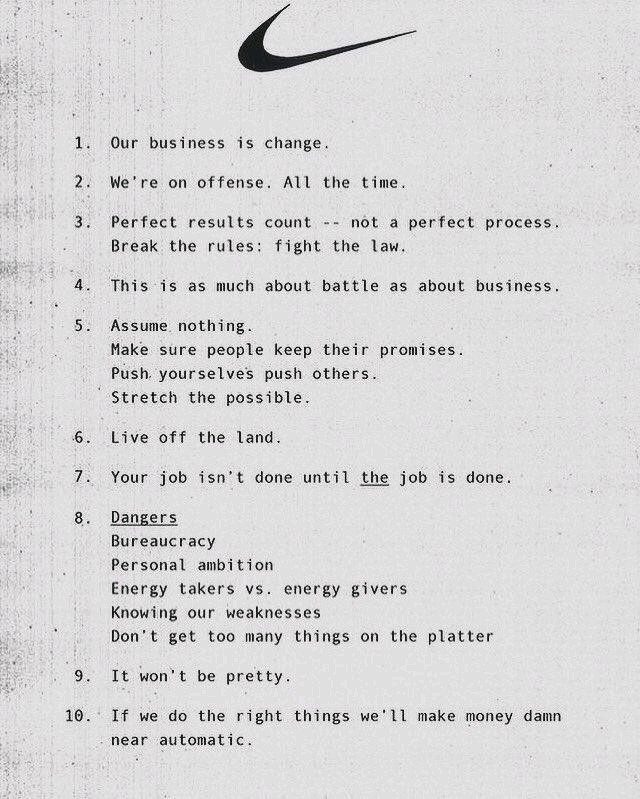 1. Our business is change.
2. We're on offense. All the time.
3. Perfect results count -- not a perfect process.
Break the rules: fight the law.
4. This is as much about battle as about business.
5. Assume nothing.
Make sure people keep their promises.
Push yourselves push others.
Stretch the possible.
6. Live off the land.
7. Your job isn't done until the job is done.
8. Dangers
Bureaucracy
Personal ambition
Energy takers vs. energy givers
Knowing our weaknesses
Don't get too many things on the platter
9. It won't be pretty.
10. If we do the right things we'll make money damn
near automatic.